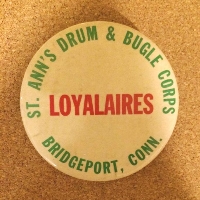 ST. ANN'S DRUM & BUGLE CORPS
LOYALAIRES
BRIDGEPORT, CONN.